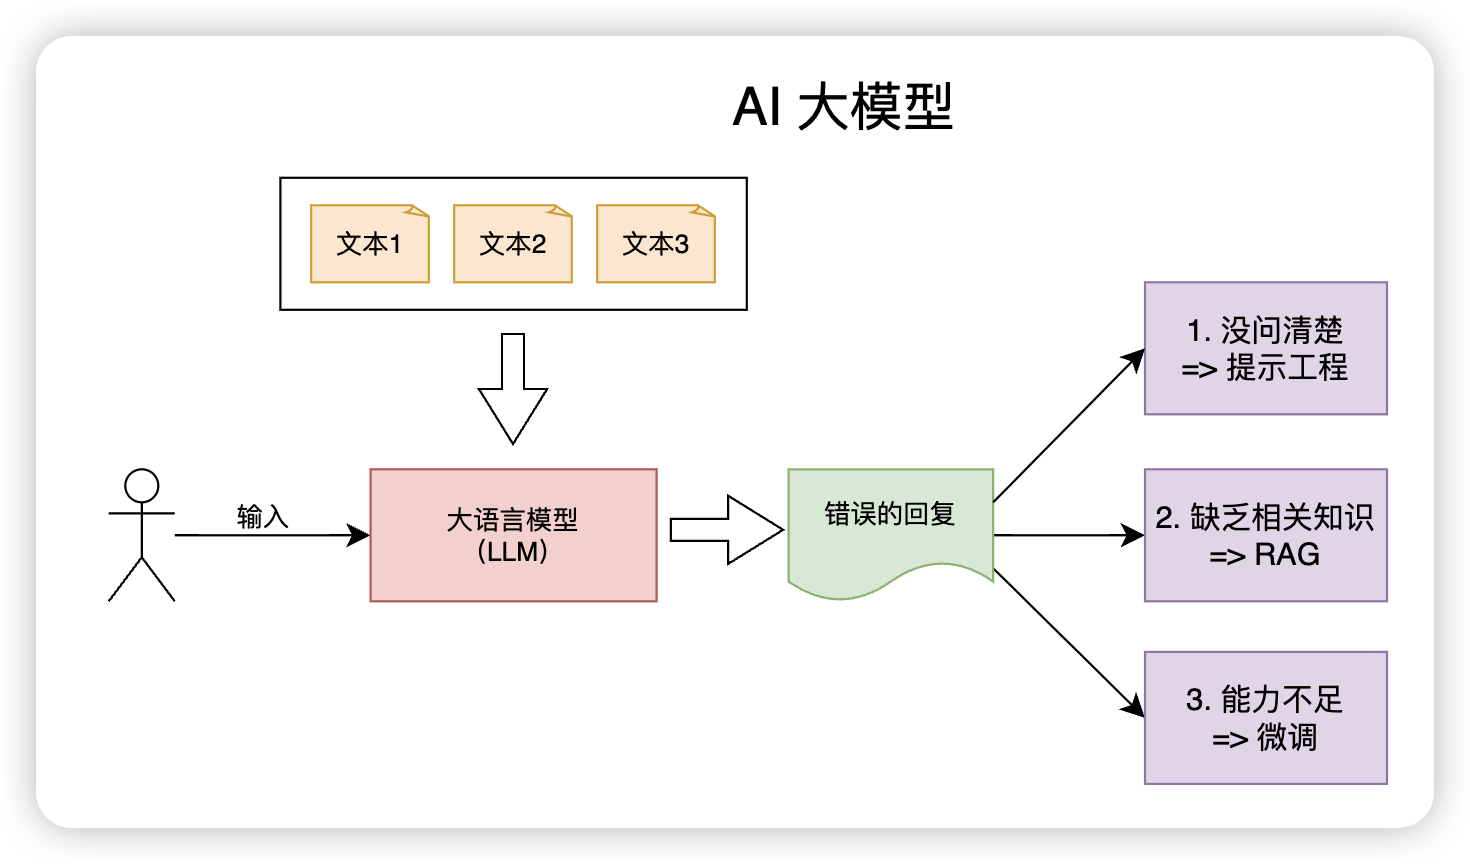 AI 大模型
文本1
文本2
文本3
输入
大语言模型
（LLM）
错误的回复
1. 没问清楚
=> 提示工程
2. 缺乏相关知识
=> RAG
3. 能力不足
=> 微调